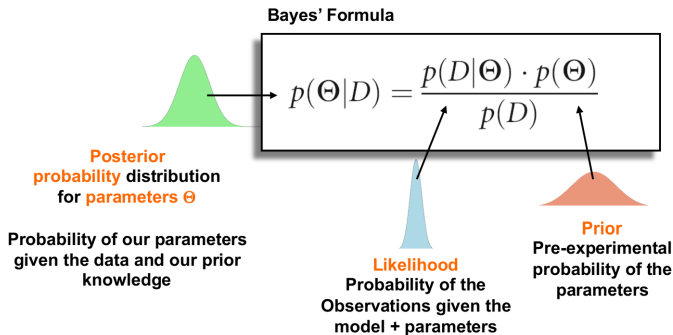 Bayes' Formula
p(Θ|D) = p(D|Θ) · p(Θ) / p(D)
Posterior
probability distribution
for parameters Θ
Probability of our parameters
given the data and our prior
knowledge
Likelihood
Probability of the
Observations given the
model + parameters
Prior
Pre-experimental
probability of the
parameters